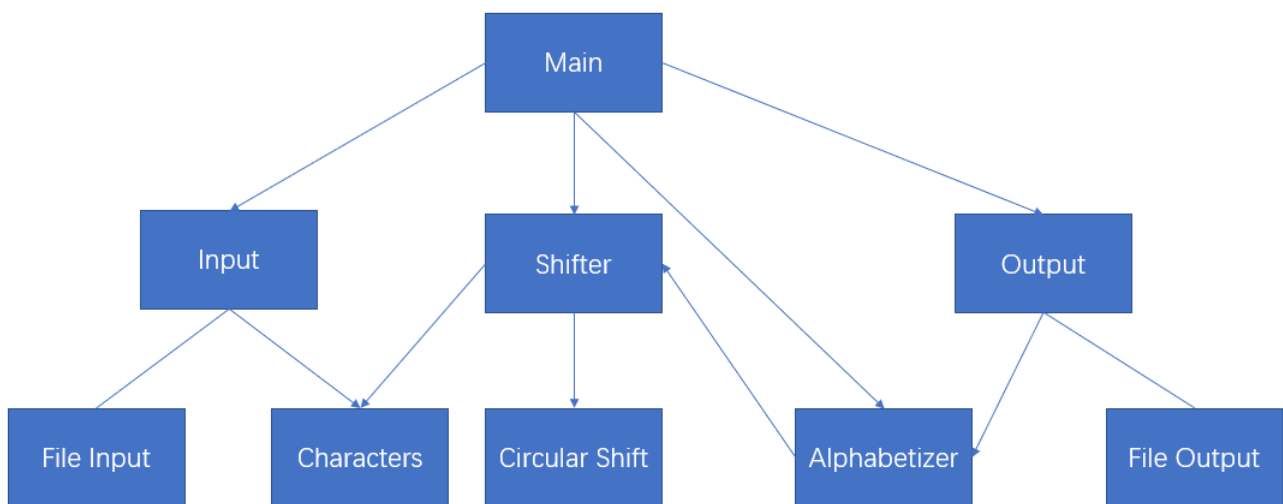 Main
Input
Shifter
Output
File Input
Characters
Circular Shift
Alphabetizer
File Output